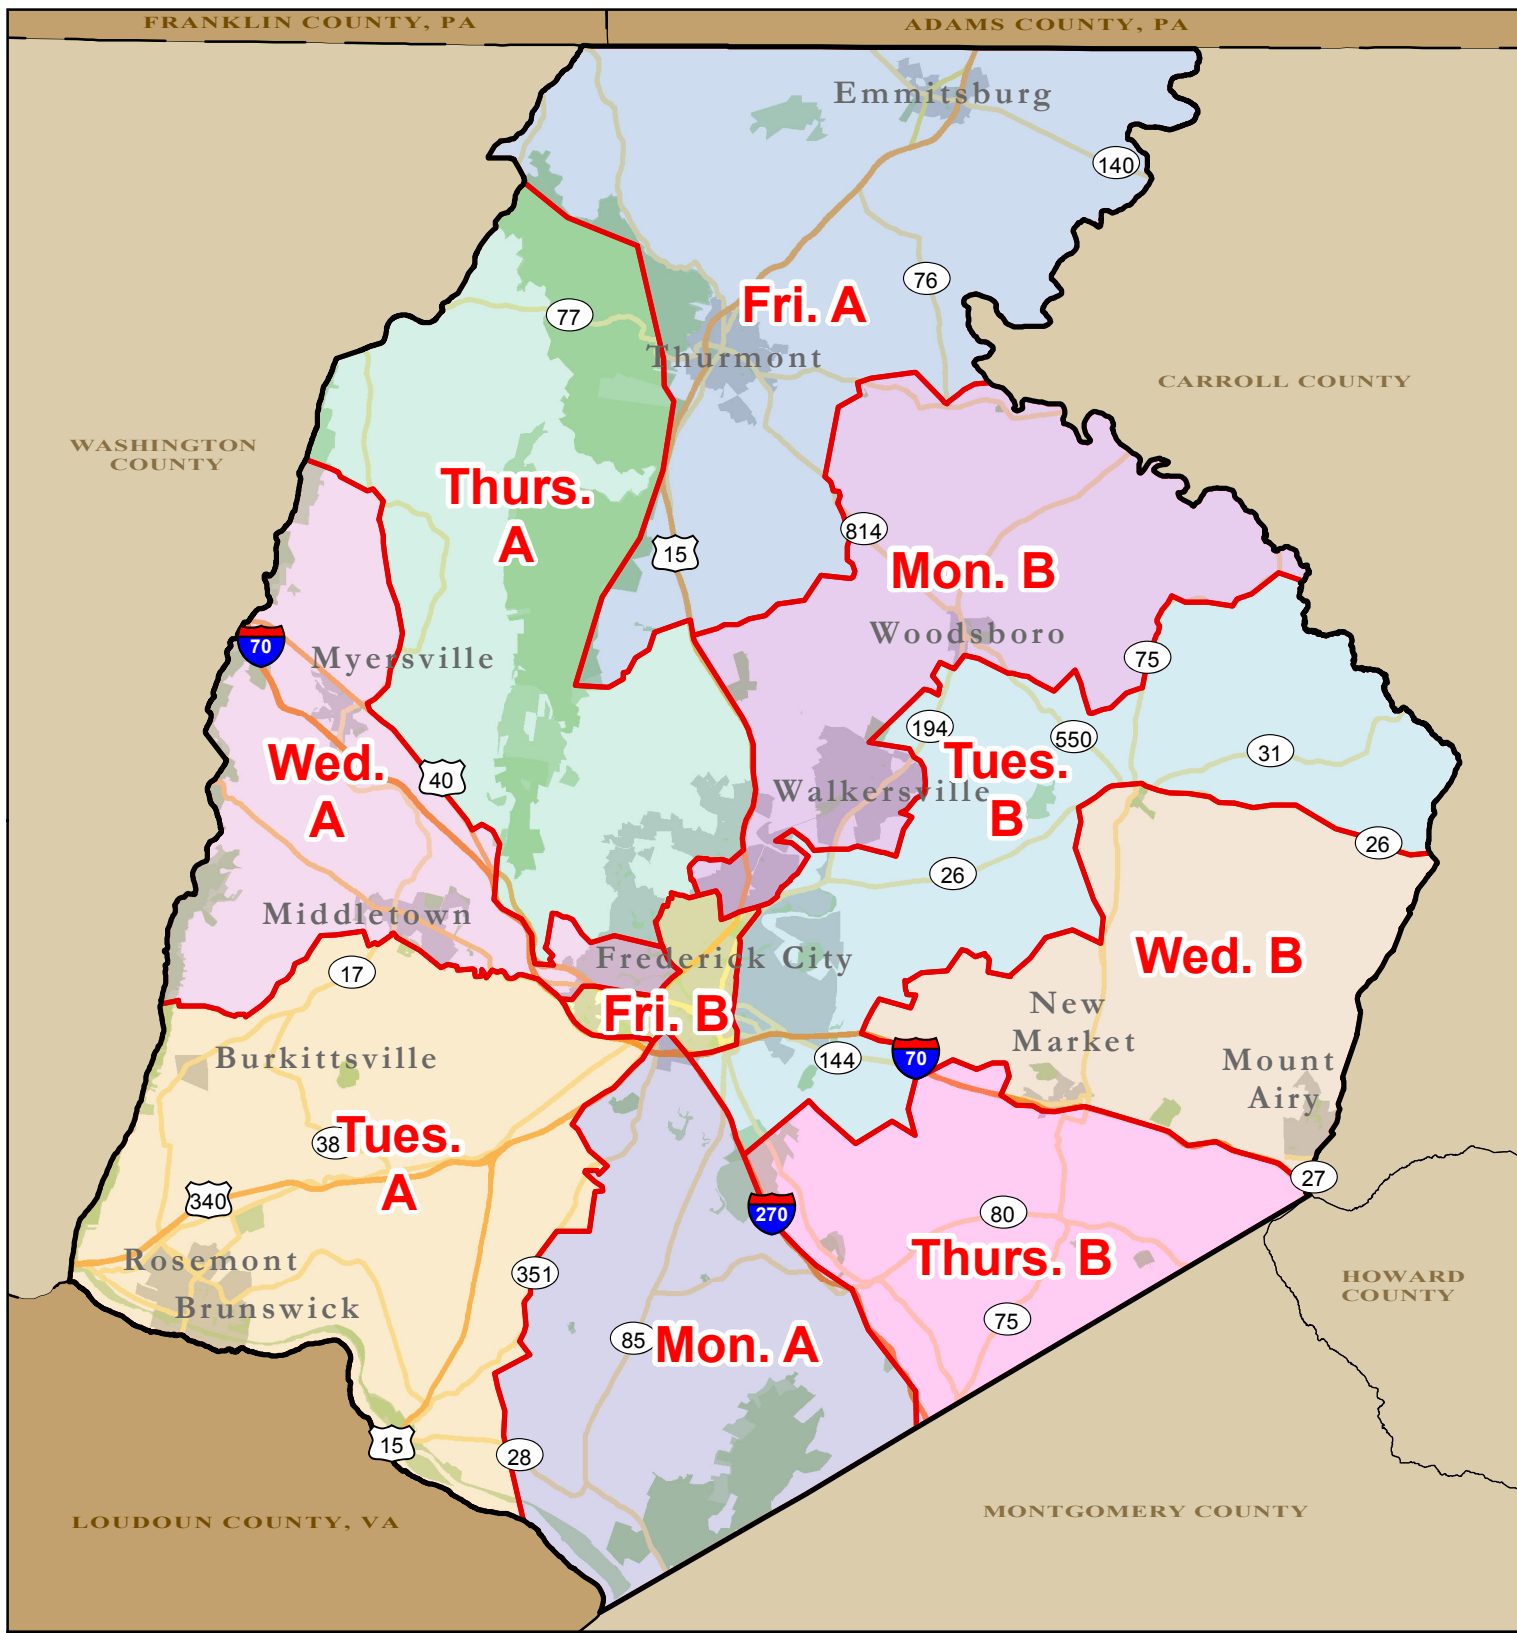 FRANKLIN COUNTY, PA
ADAMS COUNTY, PA
Emmitsburg
140
76
Fri. A
77
Thurmont
CARROLL COUNTY
WASHINGTON
COUNTY
Thurs.
A
814
15
Mon. B
Woodsboro
70
Myersville
75
194
550
31
Wed.
A
40
Tues.
B
Walkersville
26
26
Middletown
Frederick City
Wed. B
17
Fri. B
New
Market
Burkittsville
144
70
Mount
Airy
38
Tues.
A
27
340
270
80
Rosemont
351
Thurs. B
HOWARD
COUNTY
Brunswick
75
85
Mon. A
15
28
MONTGOMERY COUNTY
LOUDOUN COUNTY, VA